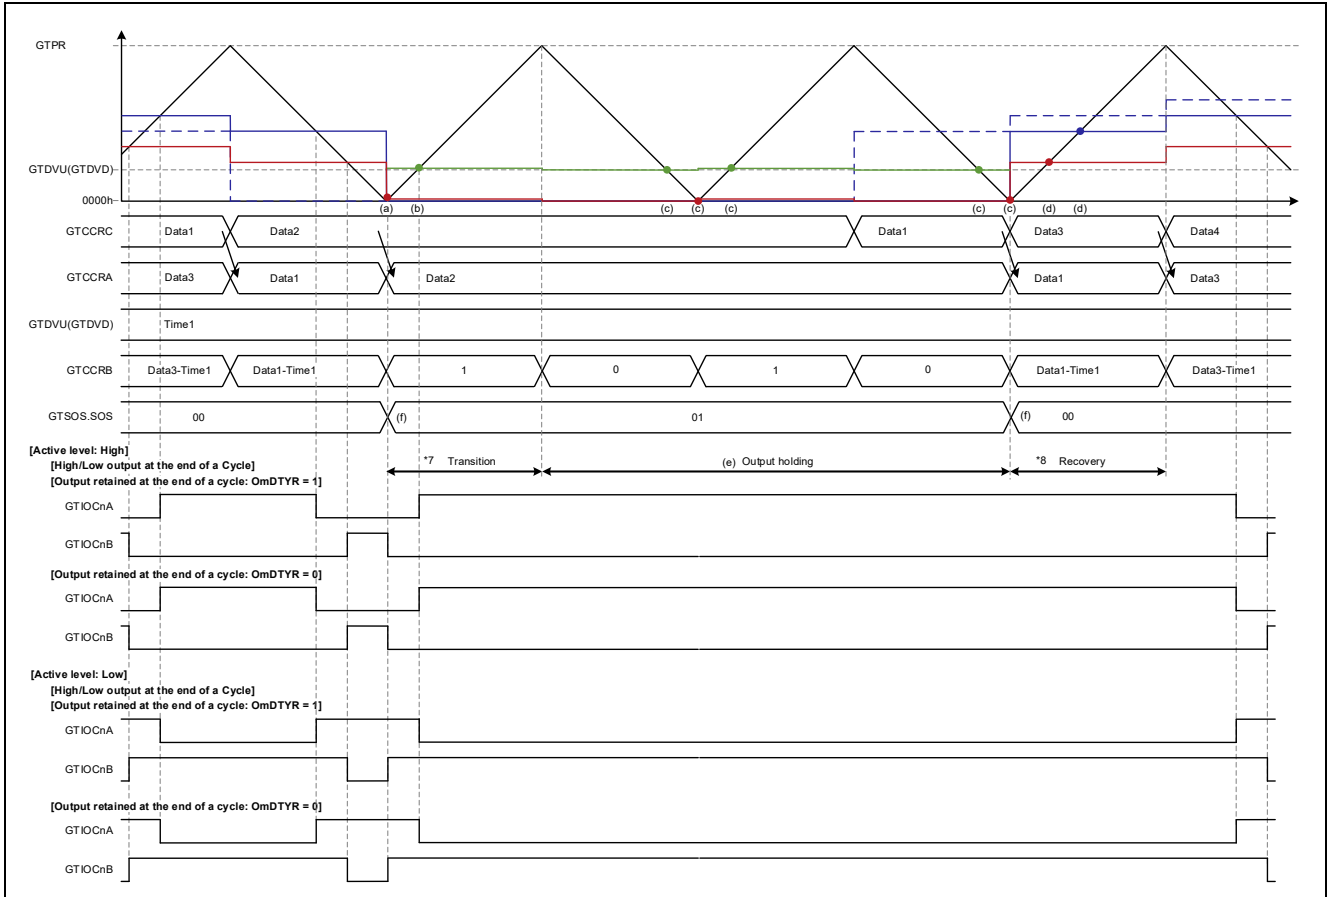 GTPR
GTDVU(GTDVD)
0000h
(a) (b) (c) (c) (c) (c) (c) (d) (d)
GTCCRC Data1 Data2 Data1 Data3 Data4
GTCCRA Data3 Data1 Data2 Data1 Data3
GTDVU(GTDVD) Time1
GTCCRB Data3-Time1 Data1-Time1 1 0 1 0 Data1-Time1 Data3-Time1
GTSOS.SOS 00 (f) 01 (f) 00
[Active level: High]
*7 Transition (e) Output holding *8 Recovery
[High/Low output at the end of a Cycle]
[Output retained at the end of a cycle: OmDTYR = 1]
GTIOCnA
GTIOCnB
[Output retained at the end of a cycle: OmDTYR = 0]
GTIOCnA
GTIOCnB
[Active level: Low]
[High/Low output at the end of a Cycle]
[Output retained at the end of a cycle: OmDTYR = 1]
GTIOCnA
GTIOCnB
[Output retained at the end of a cycle: OmDTYR = 0]
GTIOCnA
GTIOCnB